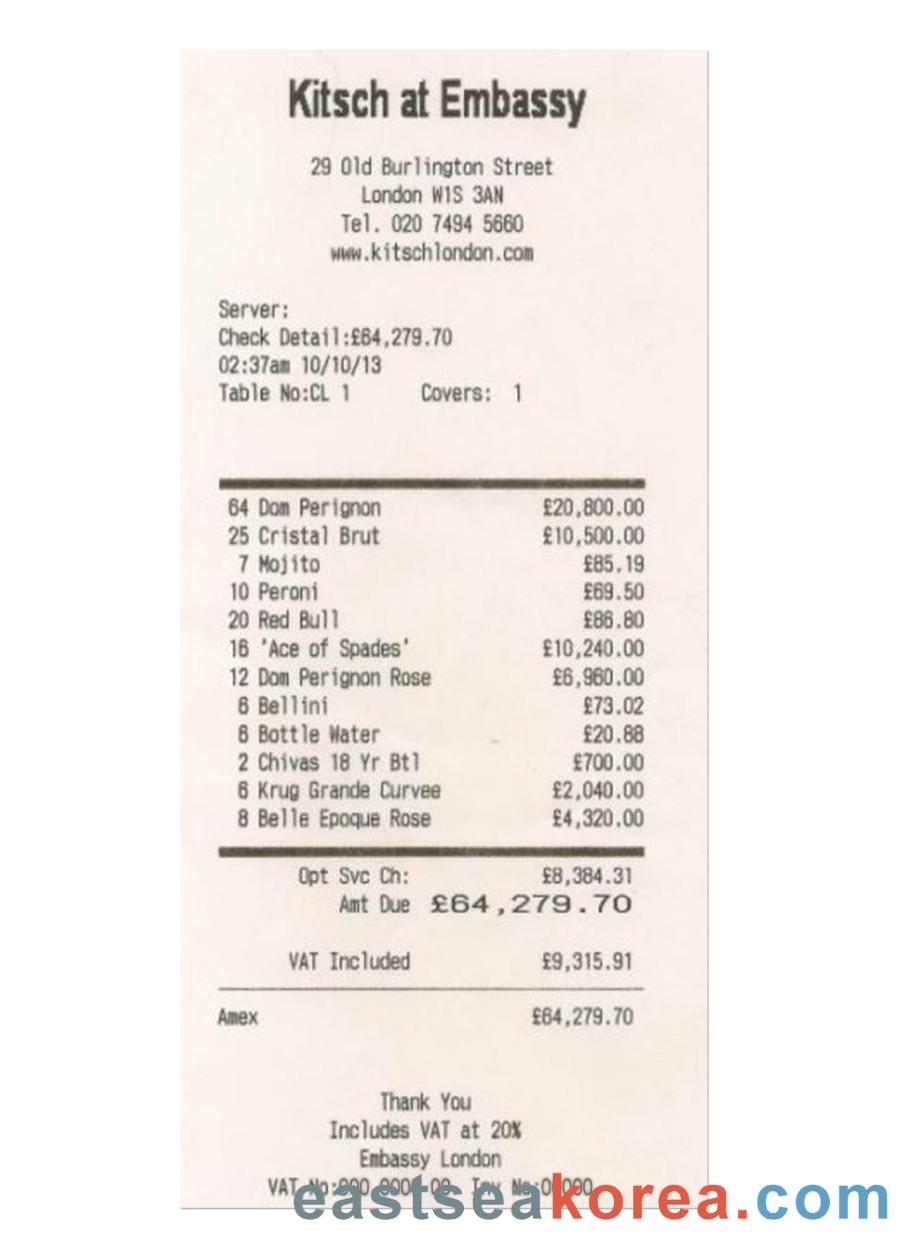 Kitsch at Embassy
29 Old Burlington Street
London W1S 3AN
Tel. 020 7494 5660
www.kitschlondon.com
Server:
Check Detail:£64,279.70
02:37am 10/10/13
Table No:CL 1 Covers: 1
64 Dom Perignon £20,800.00
25 Cristal Brut £10,500.00
7 Mojito £85.19
10 Peroni £69.50
20 Red Bull £86.80
16 'Ace of Spades' £10,240.00
12 Dom Perignon Rose £6,960.00
6 Bellini £73.02
6 Bottle Water £20.88
2 Chivas 18 Yr Btl £700.00
6 Krug Grande Curvee £2,040.00
8 Belle Epoque Rose £4,320.00
Opt Svc Ch: £8,384.31
Amt Due £64,279.70
VAT Included £9,315.91
Amex £64,279.70
Thank You
Includes VAT at 20%
Embassy London
VAT
eastseakorea.com